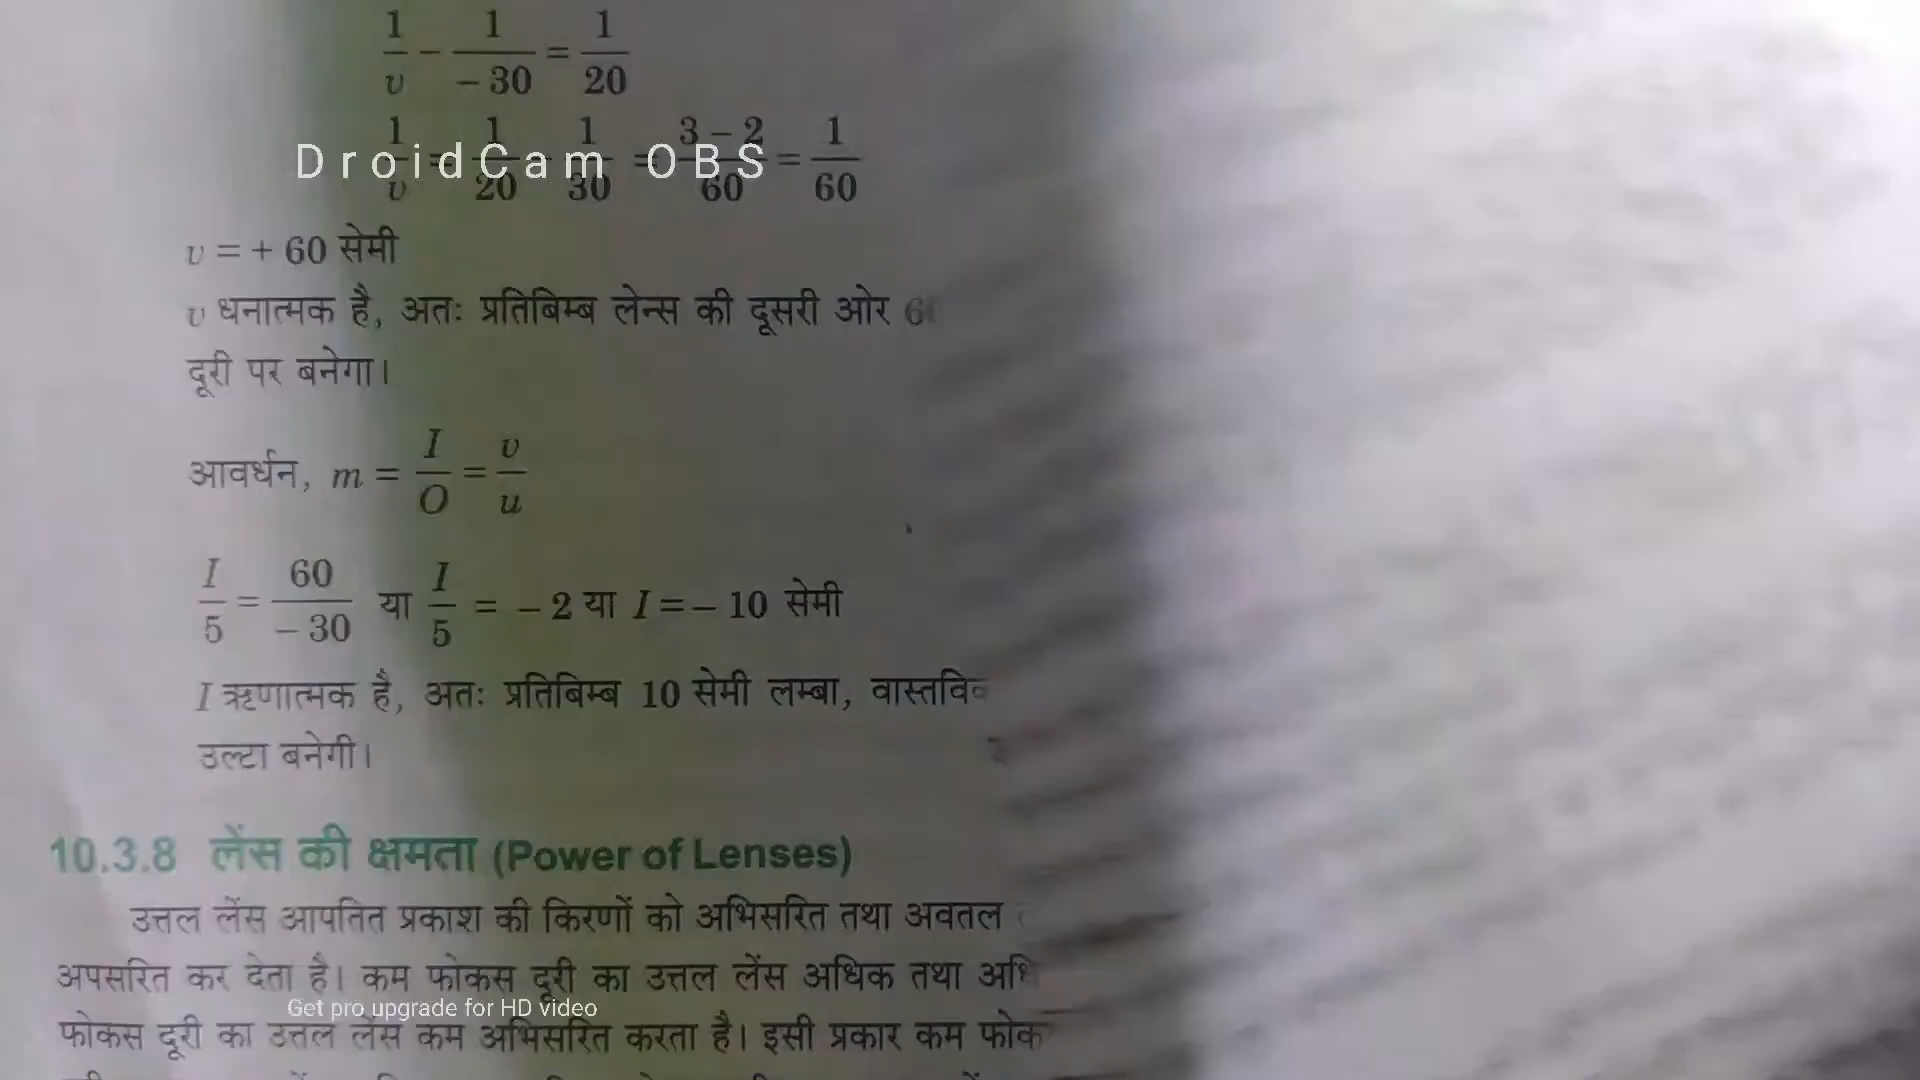 1/v − 1/−30 = 1/20
1/v = 1/20 1/30 = 3 − 2/60 = 1/60
DroidCam OBS
v = + 60 सेमी
v धनात्मक है, अतः प्रतिबिम्ब लेन्स की दूसरी ओर
दूरी पर बनेगा।
आवर्धन, m = I/O = v/u
I/5 = 60/−30 या I/5 = − 2 या I = − 10 सेमी
I ऋणात्मक है, अतः प्रतिबिम्ब 10 सेमी लम्बा,
उल्टा बनेगी।
10.3.8 लेंस की क्षमता (Power of Lenses)
उत्तल लेंस आपतित प्रकाश की किरणों को अभिसरित तथा अवतल
अपसरित कर देता है। कम फोकस दूरी का उत्तल लेंस अधिक तथा
Get pro upgrade for HD video
फोकस दूरी का उत्तल लेंस कम अभिसरित करता है। इसी प्रकार कम